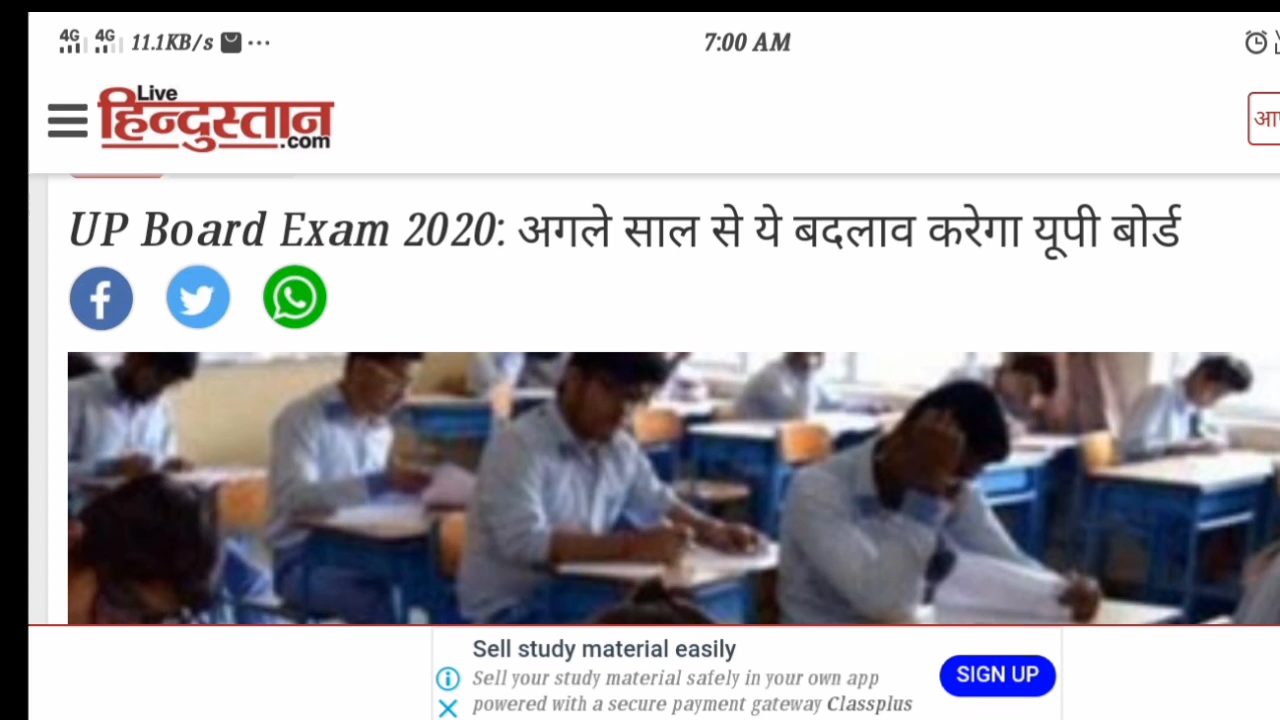 4G 4G 11.1KB/s ... 7:00 AM
Live
हिन्दुस्तान
.com
UP Board Exam 2020: अगले साल से ये बदलाव करेगा यूपी बोर्ड
Sell study material easily
Sell your study material safely in your own app
powered with a secure payment gateway Classplus
SIGN UP